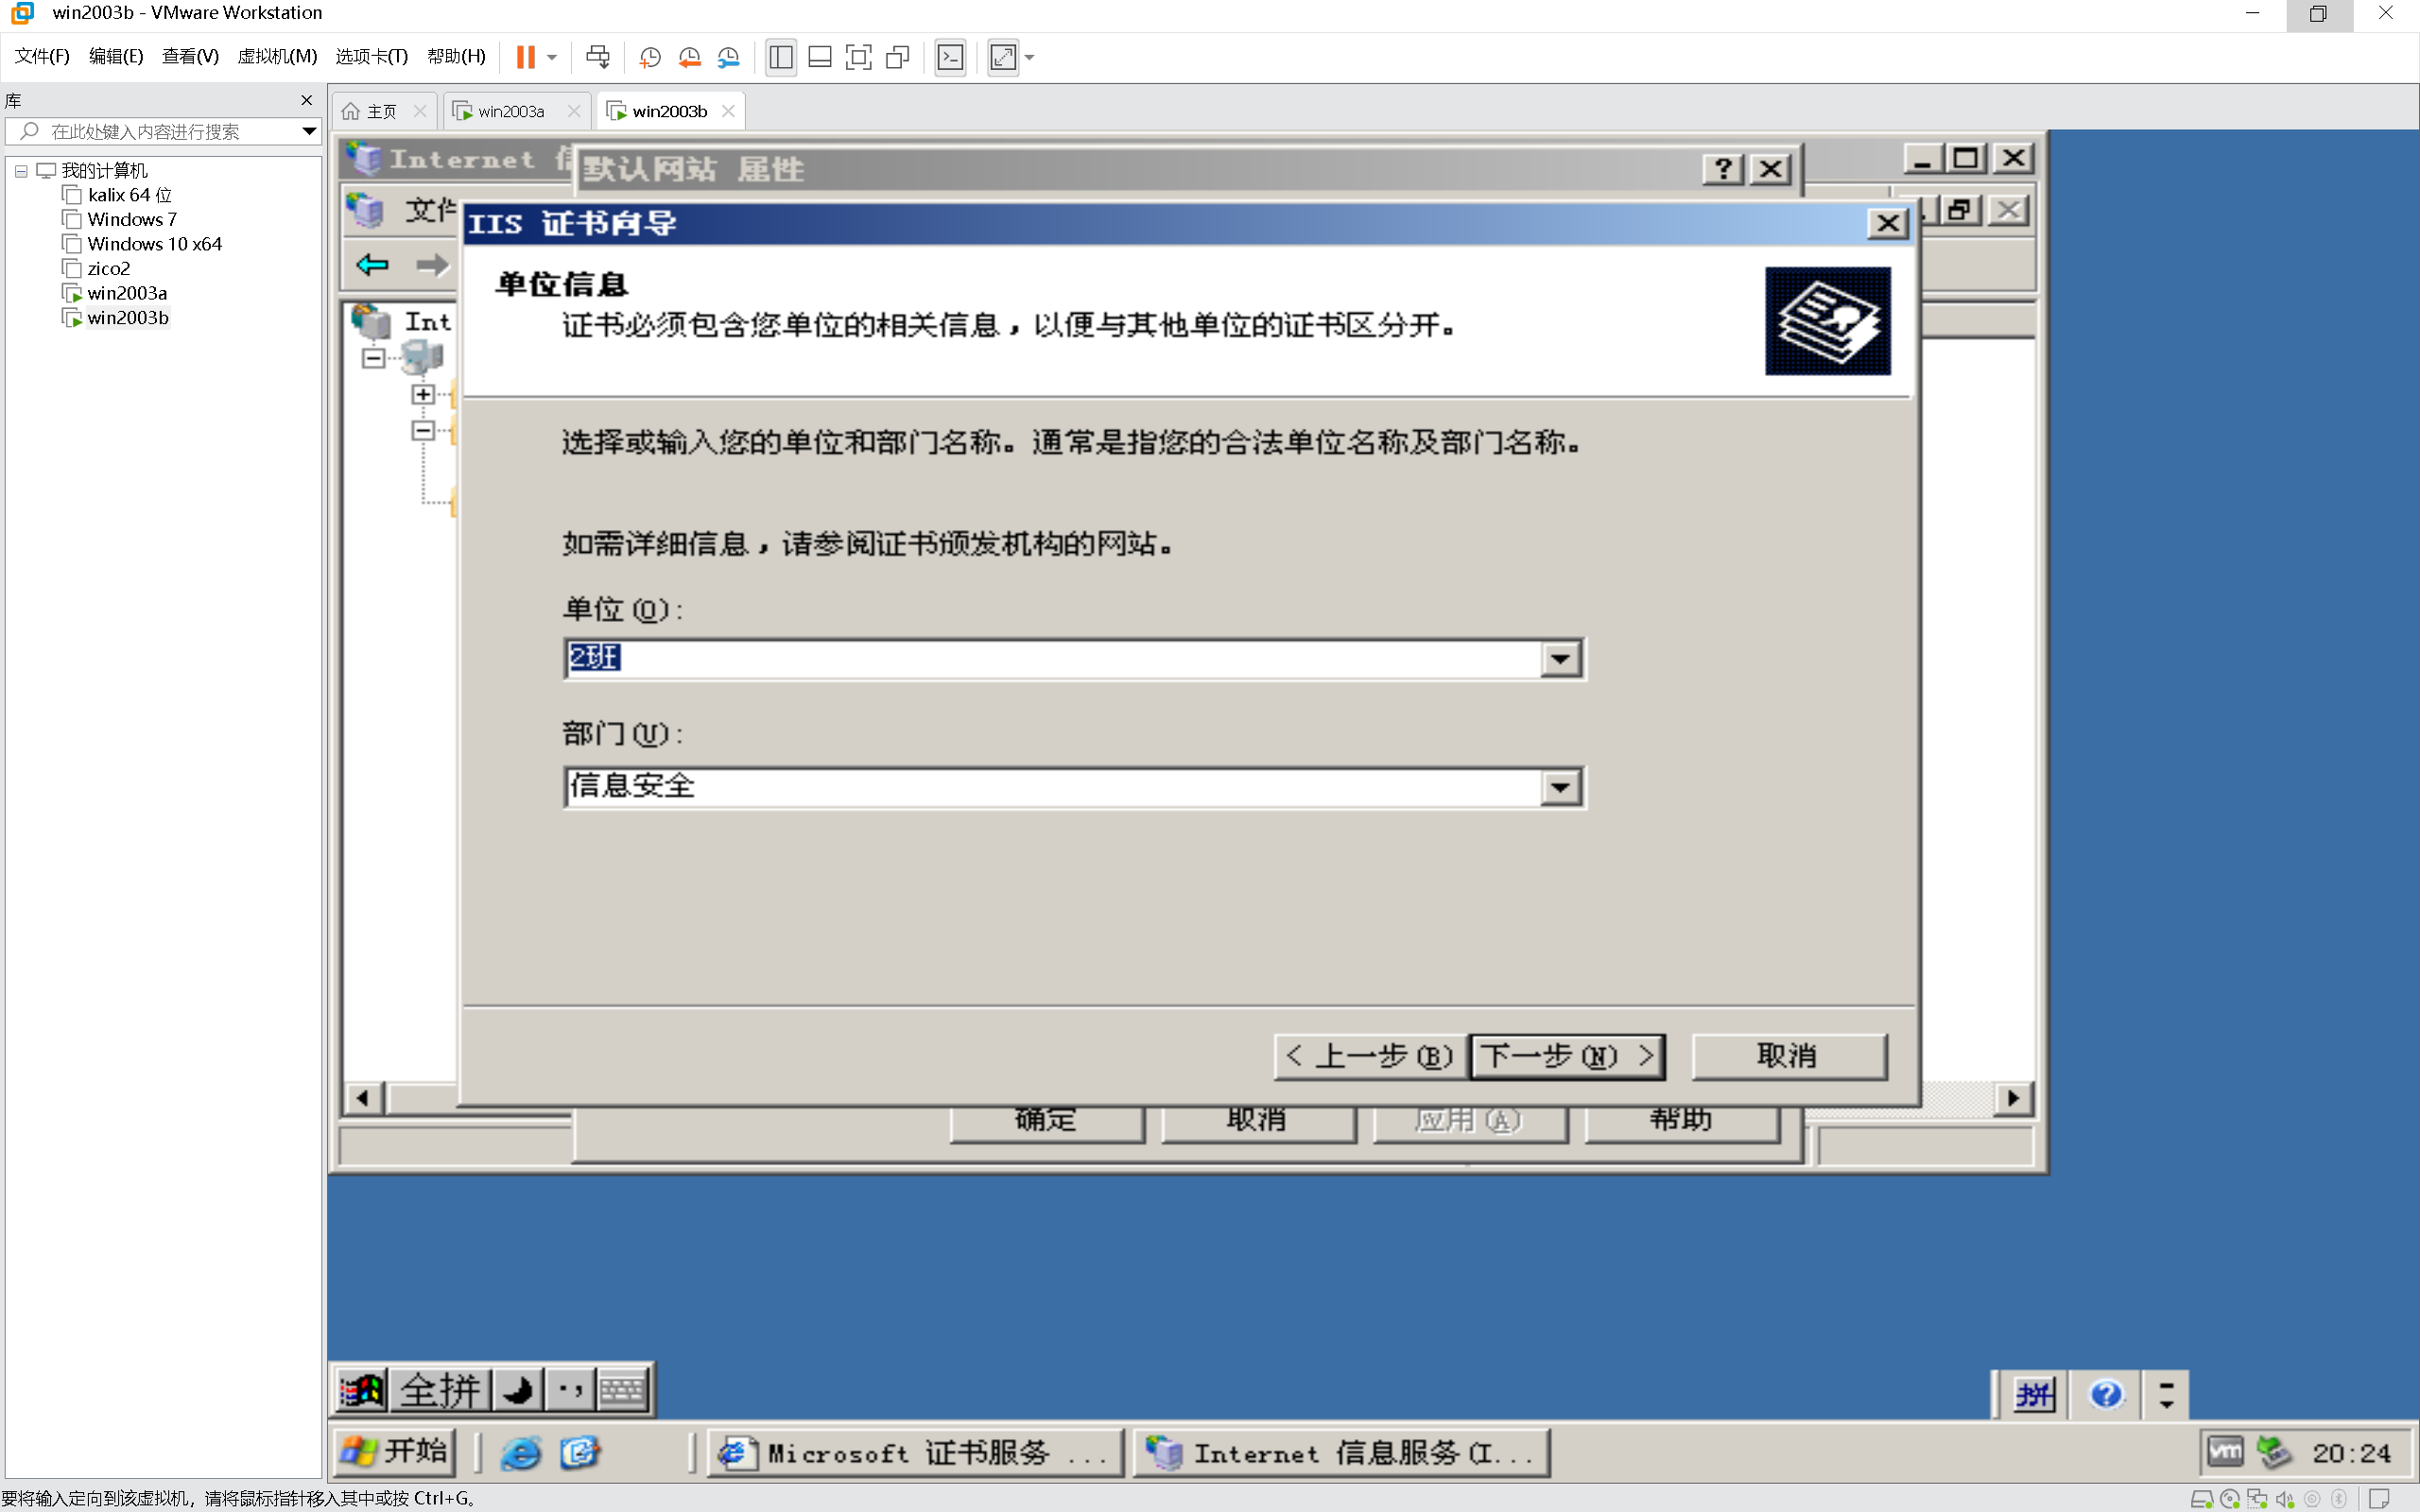 win2003b - VMware Workstation
文件(F) 编辑(E) 查看(V) 虚拟机(M) 选项卡(T) 帮助(H)
库
在此处键入内容进行搜索
我的计算机
kalix 64 位
Windows 7
Windows 10 x64
zico2
win2003a
win2003b
主页 win2003a win2003b
Internet
默认网站 属性
文件
Int
IIS 证书向导
单位信息
证书必须包含您单位的相关信息，以便与其他单位的证书区分开。
选择或输入您的单位和部门名称。通常是指您的合法单位名称及部门名称。
如需详细信息，请参阅证书颁发机构的网站。
单位(O):
2班
部门(U):
信息安全
< 上一步(B) 下一步(N) > 取消
确定 取消 应用(A) 帮助
全拼
拼
开始 Microsoft 证书服务 ... Internet 信息服务(I... 20:24
要将输入定向到该虚拟机，请将鼠标指针移入其中或按 Ctrl+G。